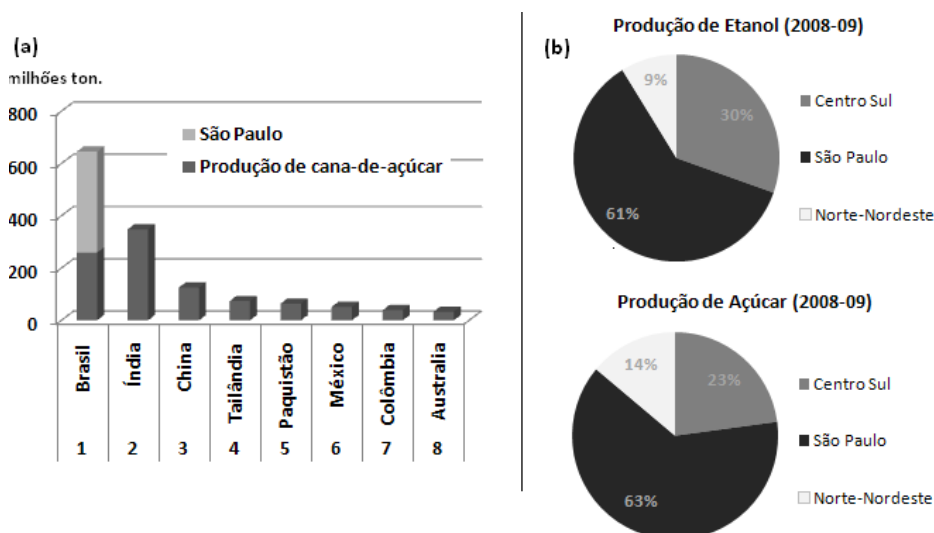 (a)
milhões ton.
800
600
400
200
0
São Paulo
Produção de cana-de-açúcar
Brasil
Índia
China
Tailândia
Paquistão
México
Colômbia
Australia
1 2 3 4 5 6 7 8
(b)
Produção de Etanol (2008-09)
9%
30%
61%
Centro Sul
São Paulo
Norte-Nordeste
Produção de Açúcar (2008-09)
14%
23%
63%
Centro Sul
São Paulo
Norte-Nordeste